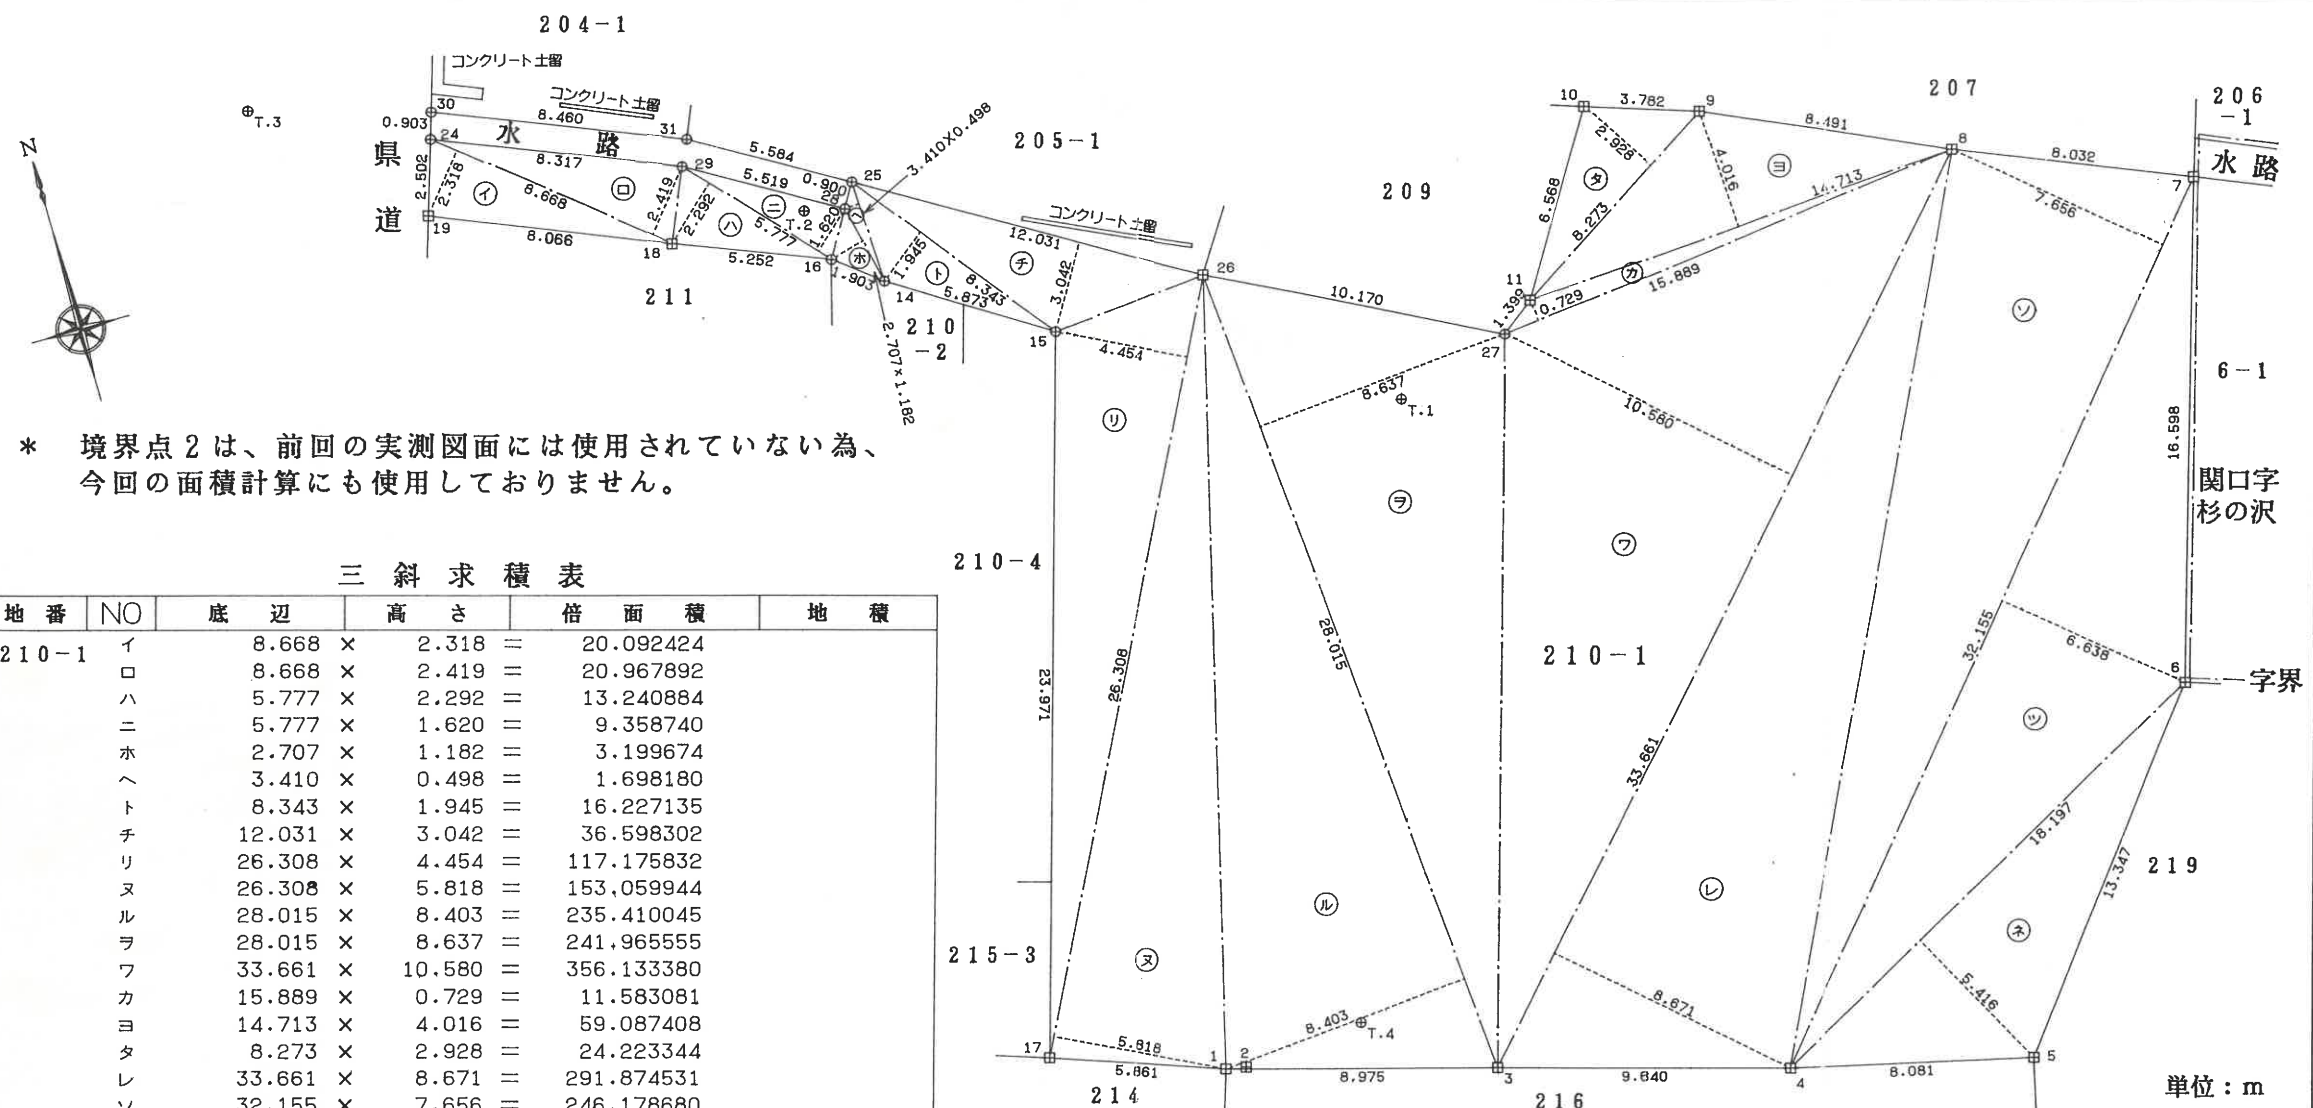 204-1
コンクリート土留
コンクリート土留
T.3
30
8.460
31
0.903
24
水 路
県
道
8.317
29
2.502
2.318
イ
ロ
8.668
2.419
2.292
19
8.066
18
ハ
ニ
T.2
5.777
5.252
16
5.584
5.519
0.900
25
28
1.620
ヘ
ホ
3.410×0.498
1.903
14
2.707×1.182
1.945
ト
チ
8.343
5.873
15
12.031
3.042
コンクリート土留
26
205-1
211
210
-2
N
209
10
3.782
9
2.928
タ
6.568
8.273
4.016
ヨ
8.491
207
8
206
-1
水 路
8.032
7
14.713
カ
11
0.729
1.399
15.889
7.656
ソ
10.170
27
4.454
8.637
T.1
10.580
リ
ヲ
ワ
6-1
16.598
関口字
杉の沢
* 境界点2は、前回の実測図面には使用されていない為、
今回の面積計算にも使用しておりません。
210-4
23.971
26.308
28.015
210-1
33.661
32.155
6.638
6
字界
ツ
18.197
13.347
219
215-3
ヌ
ル
レ
ネ
5.416
8.403
T.4
8.671
17
5.818
1
2
5.861
8.975
3
9.640
4
8.081
5
214
216
単位:m
三斜求積表
地番 NO 底辺 高さ 倍面積 地積
210-1 イ 8.668 × 2.318 = 20.092424
ロ 8.668 × 2.419 = 20.967892
ハ 5.777 × 2.292 = 13.240884
ニ 5.777 × 1.620 = 9.358740
ホ 2.707 × 1.182 = 3.199674
ヘ 3.410 × 0.498 = 1.698180
ト 8.343 × 1.945 = 16.227135
チ 12.031 × 3.042 = 36.598302
リ 26.308 × 4.454 = 117.175832
ヌ 26.308 × 5.818 = 153.059944
ル 28.015 × 8.403 = 235.410045
ヲ 28.015 × 8.637 = 241.965555
ワ 33.661 × 10.580 = 356.133380
カ 15.889 × 0.729 = 11.583081
ヨ 14.713 × 4.016 = 59.087408
タ 8.273 × 2.928 = 24.223344
レ 33.661 × 8.671 = 291.874531
ソ 32.155 × 7.656 = 246.178680